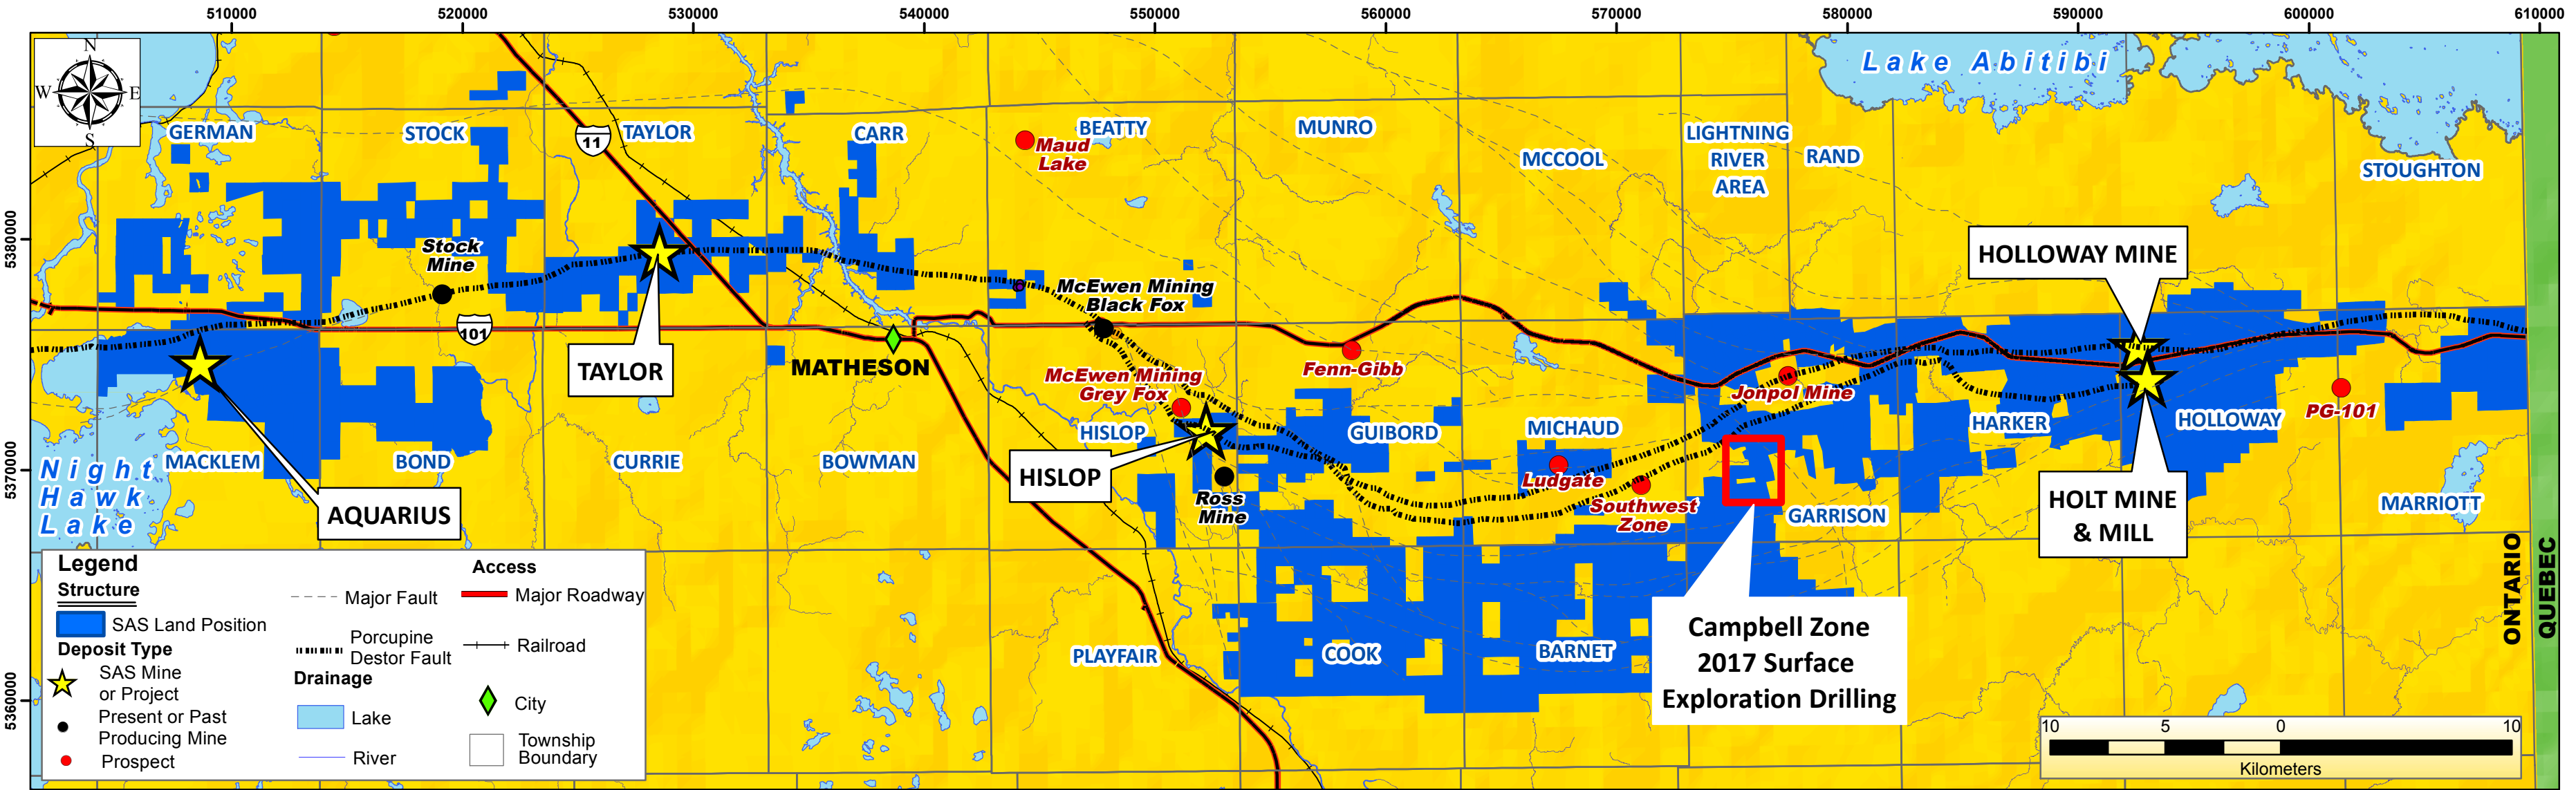 510000 520000 530000 540000 550000 560000 570000 580000 590000 600000 610000
N
W E
S
Lake Abitibi
GERMAN STOCK TAYLOR CARR BEATTY MUNRO
11
LIGHTNING
RIVER
AREA
RAND
MCCOOL
STOUGHTON
Maud
Lake
5380000
Stock
Mine
HOLLOWAY MINE
McEwen Mining
Black Fox
101
TAYLOR
MATHESON
Fenn-Gibb
McEwen Mining
Grey Fox
Jonpol Mine
PG-101
HISLOP GUIBORD MICHAUD HARKER HOLLOWAY
5370000
Night
Hawk
Lake
MACKLEM BOND CURRIE BOWMAN
HISLOP
Ludgate
Ross
Mine
Southwest
Zone
GARRISON
MARRIOTT
AQUARIUS
HOLT MINE
& MILL
ONTARIO
QUEBEC
PLAYFAIR COOK BARNET
Campbell Zone
2017 Surface
Exploration Drilling
5360000
Legend
Structure
SAS Land Position
Deposit Type
SAS Mine
or Project
Present or Past
Producing Mine
Prospect
Major Fault
Porcupine
Destor Fault
Drainage
Lake
River
Access
Major Roadway
Railroad
City
Township
Boundary
10 5 0 10
Kilometers